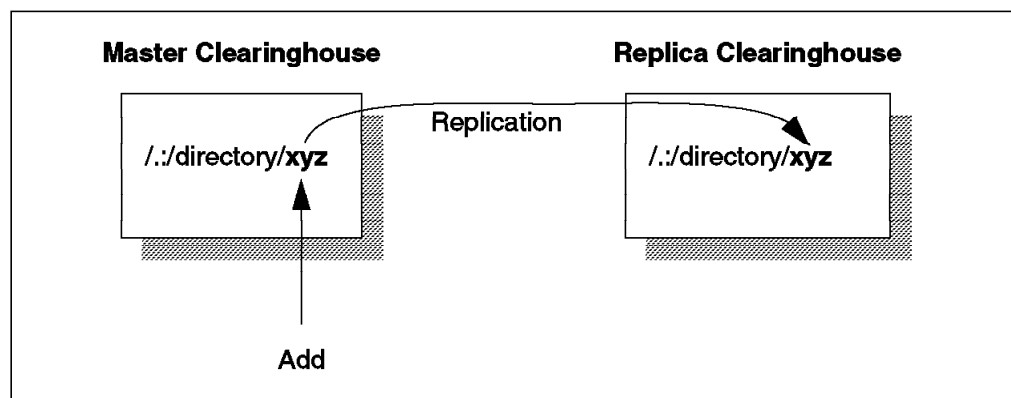 Master Clearinghouse
Replica Clearinghouse
Replication
/.:/directory/xyz
/.:/directory/xyz
Add